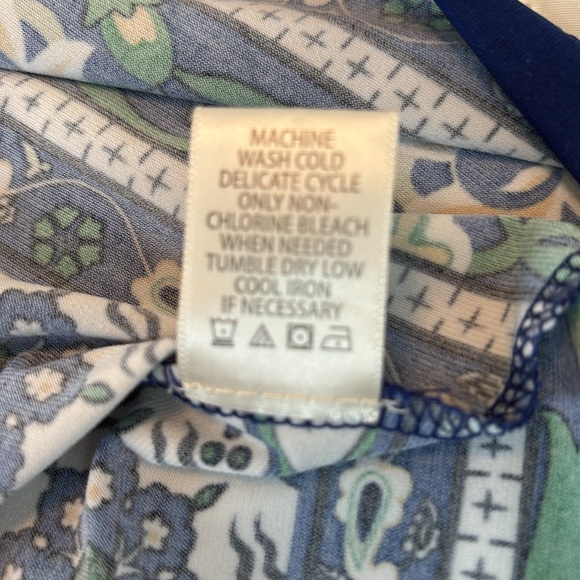 MACHINE
WASH COLD
DELICATE CYCLE
ONLY NON-
CHLORINE BLEACH
WHEN NEEDED
TUMBLE DRY LOW
COOL IRON
IF NECESSARY